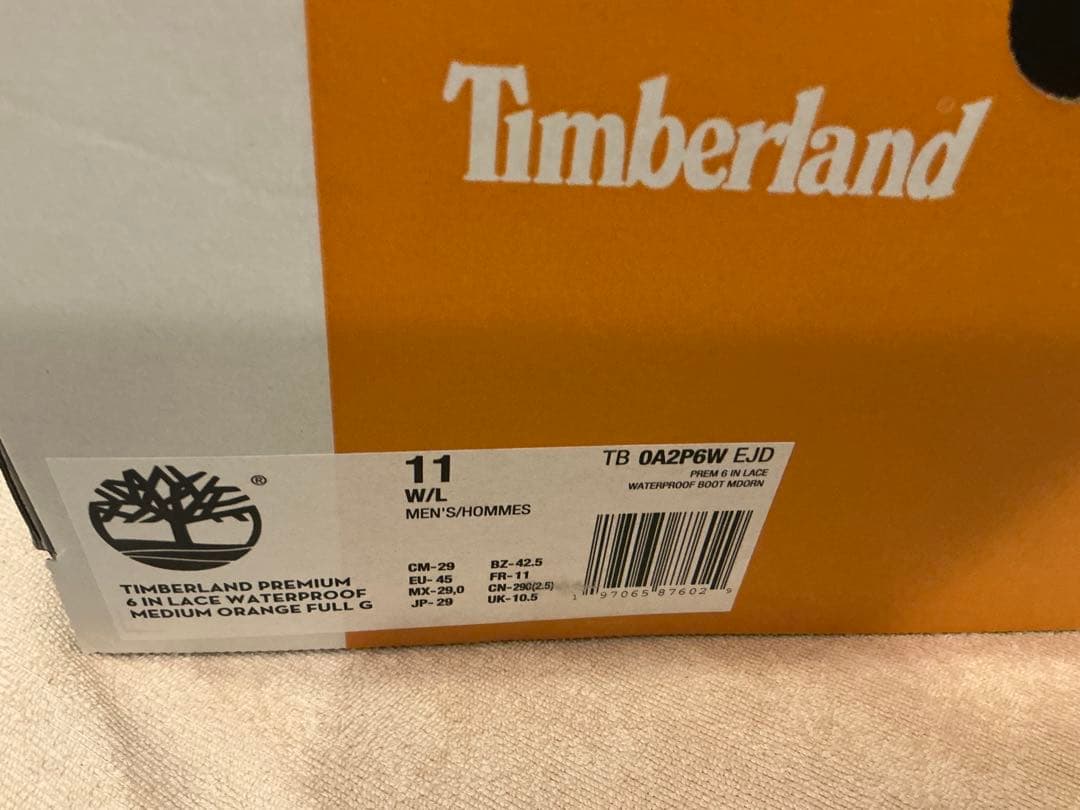 Timberland
®
TIMBERLAND PREMIUM
6 IN LACE WATERPROOF
MEDIUM ORANGE FULL G
11
W/L
MEN'S/HOMMES
CM-29 BZ-42.5
EU- 45 FR-11
MX-29,0 CN-290(2.5)
JP- 29 UK-10.5
TB 0A2P6W EJD
PREM 6 IN LACE
WATERPROOF BOOT MDORN
1 97065 87602 9